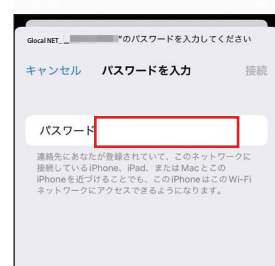 Glocal NET_ _ "のパスワードを入力してください
キャンセル パスワードを入力 接続
パスワード
連絡先にあなたが登録されていて、このネットワークに
接続しているiPhone、iPad、またはMacとこの
iPhoneを近づけることでも、このiPhoneはこのWi-Fi
ネットワークにアクセスできるようになります。